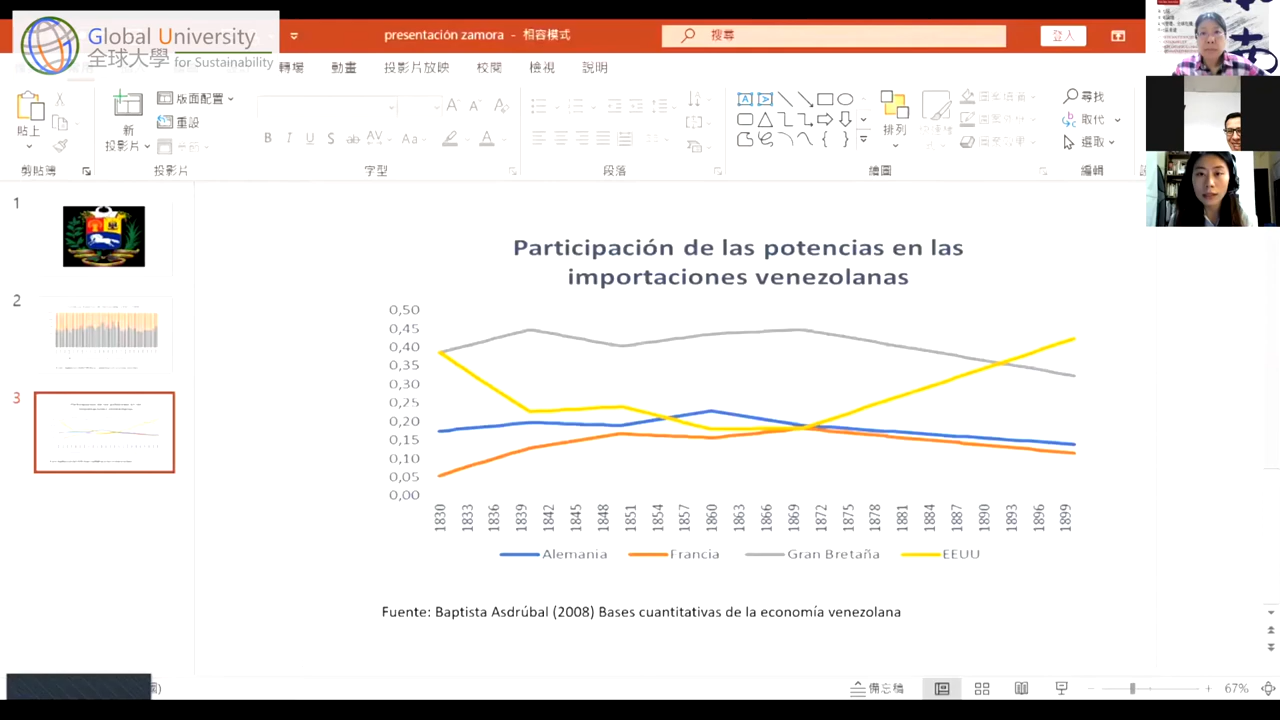 Global University
全球大學 for Sustainability
presentación zamora - 相容模式
搜尋
登入
轉場 動畫 投影片放映 校閱 檢視 說明
貼上
剪貼簿
新
投影片
版面配置
重設
投影片
B I U S ab AV Aa A
字型
段落
排列
繪圖
尋找
取代
選取
編輯
1
2
3
Participación de las potencias en las
importaciones venezolanas
0,50
0,45
0,40
0,35
0,30
0,25
0,20
0,15
0,10
0,05
0,00
1830 1833 1836 1839 1842 1845 1848 1851 1854 1857 1860 1863 1866 1869 1872 1875 1878 1881 1884 1887 1890 1893 1896 1899
Alemania Francia Gran Bretaña EEUU
Fuente: Baptista Asdrúbal (2008) Bases cuantitativas de la economía venezolana
備忘稿
67%